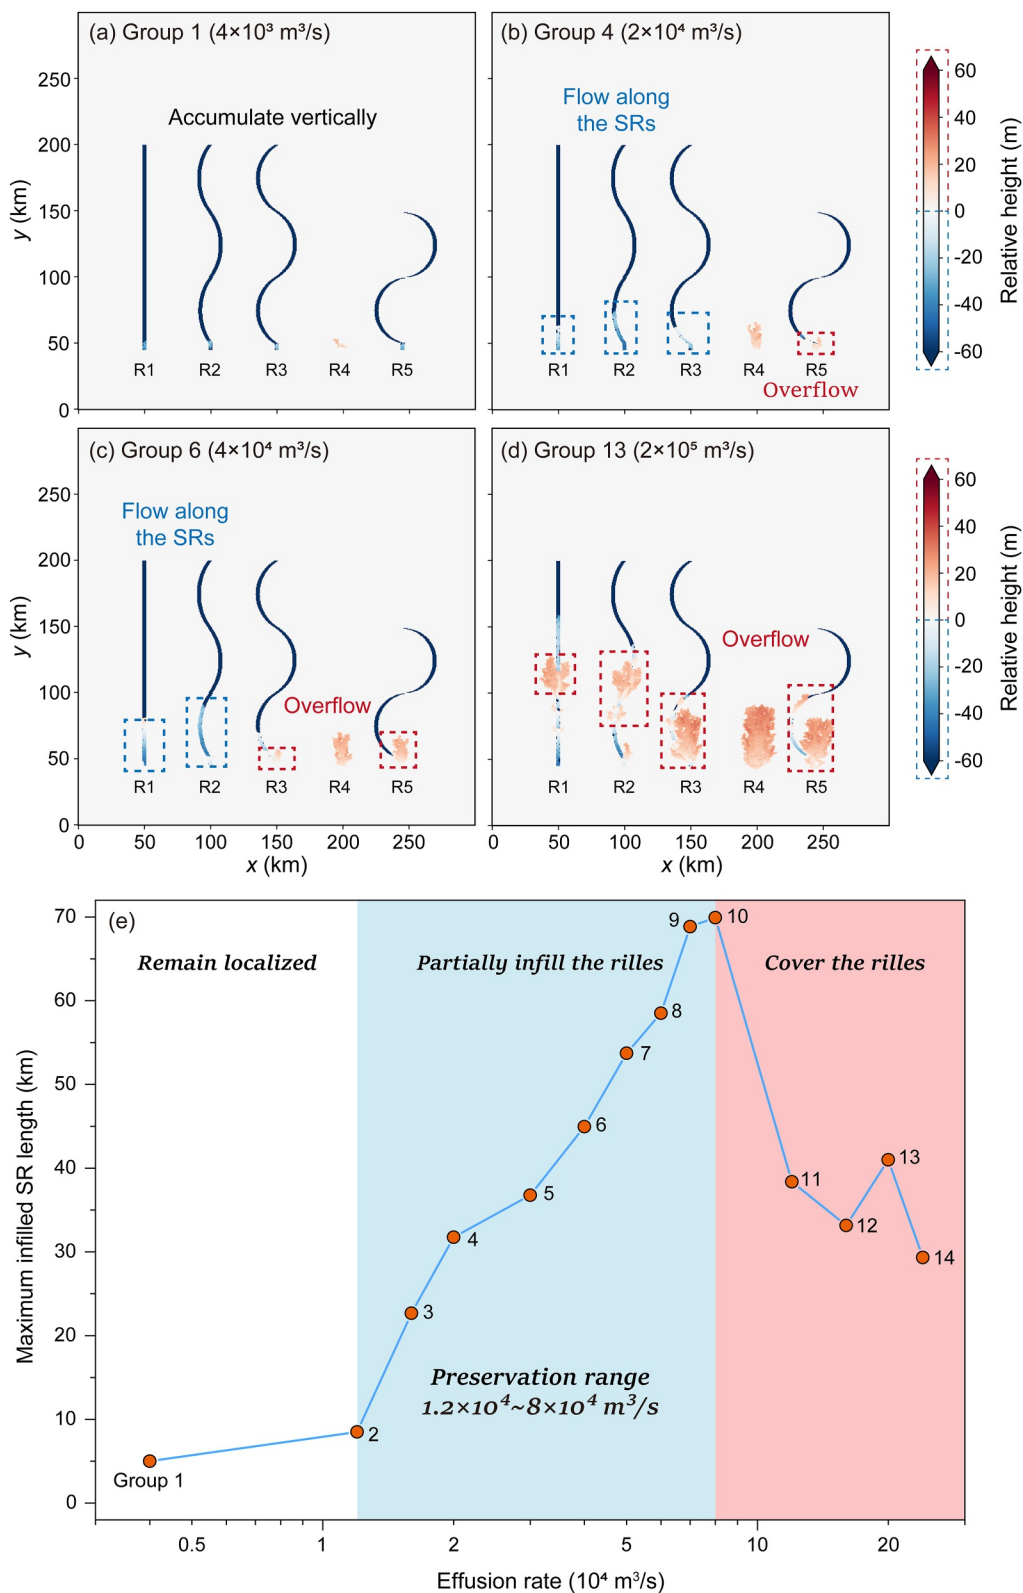 (a) Group 1 (4×10³ m³/s)
Accumulate vertically
250
200
150
100
50
0
y (km)
R1 R2 R3 R4 R5
(b) Group 4 (2×10⁴ m³/s)
Flow along
the SRs
R1 R2 R3 R4 R5
Overflow
60
40
20
0
-20
-40
-60
Relative height (m)
(c) Group 6 (4×10⁴ m³/s)
Flow along
the SRs
Overflow
250
200
150
100
50
0
y (km)
R1 R2 R3 R4 R5
0 50 100 150 200 250
x (km)
(d) Group 13 (2×10⁵ m³/s)
Overflow
R1 R2 R3 R4 R5
0 50 100 150 200 250
x (km)
60
40
20
0
-20
-40
-60
Relative height (m)
(e)
Remain localized
Partially infill the rilles
Cover the rilles
70
60
50
40
30
20
10
0
Maximum infilled SR length (km)
Group 1
2
3
4
5
6
7
8
9
10
11
12
13
14
Preservation range
1.2×10⁴~8×10⁴ m³/s
0.5 1 2 5 10 20
Effusion rate (10⁴ m³/s)